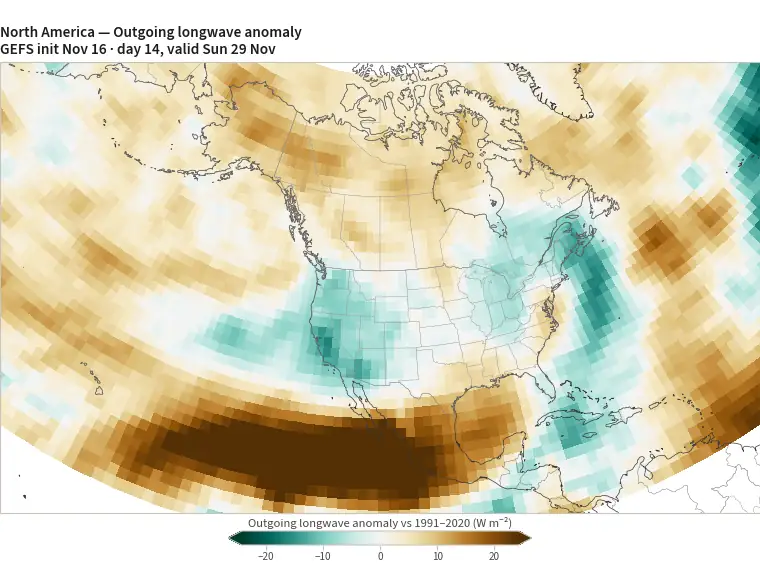 North America — Outgoing longwave anomaly
GEFS init Nov 16 · day 14, valid Sun 29 Nov
Outgoing longwave anomaly vs 1991–2020 (W m⁻²)
−20 −10 0 10 20